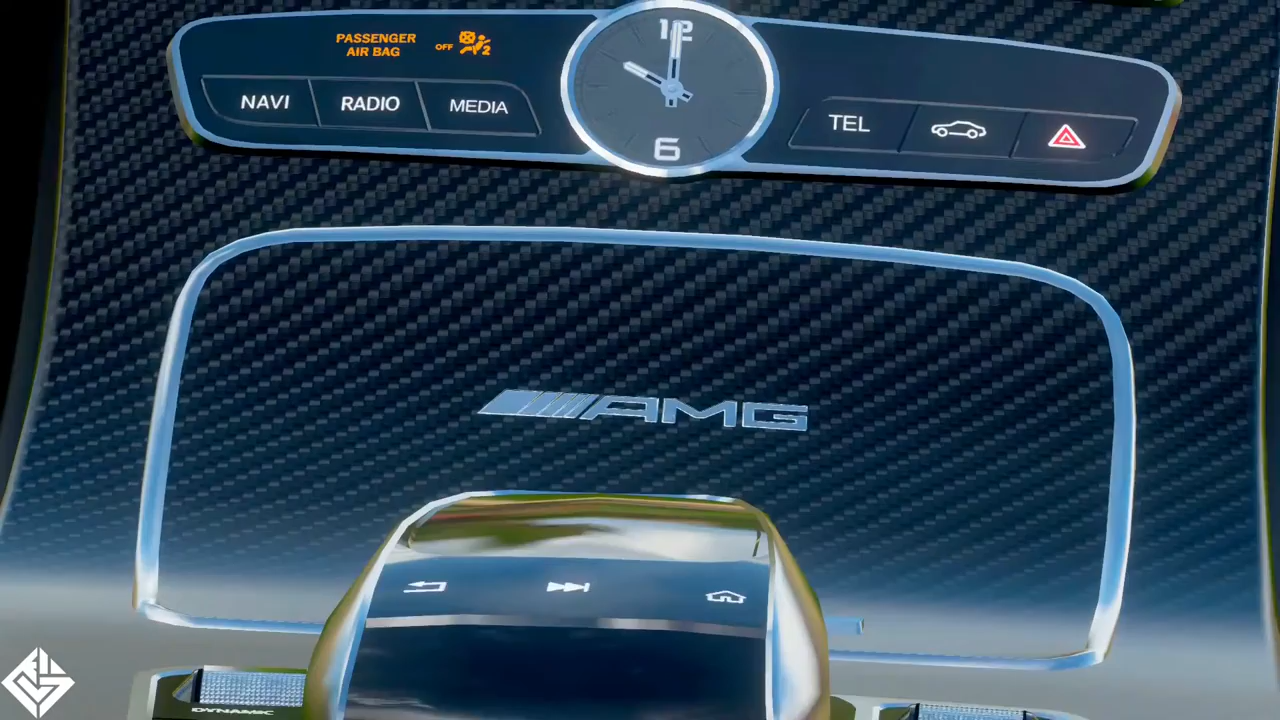 PASSENGER
AIR BAG
OFF 2
12
6
NAVI
RADIO
MEDIA
TEL
AMG
DYNAMIC